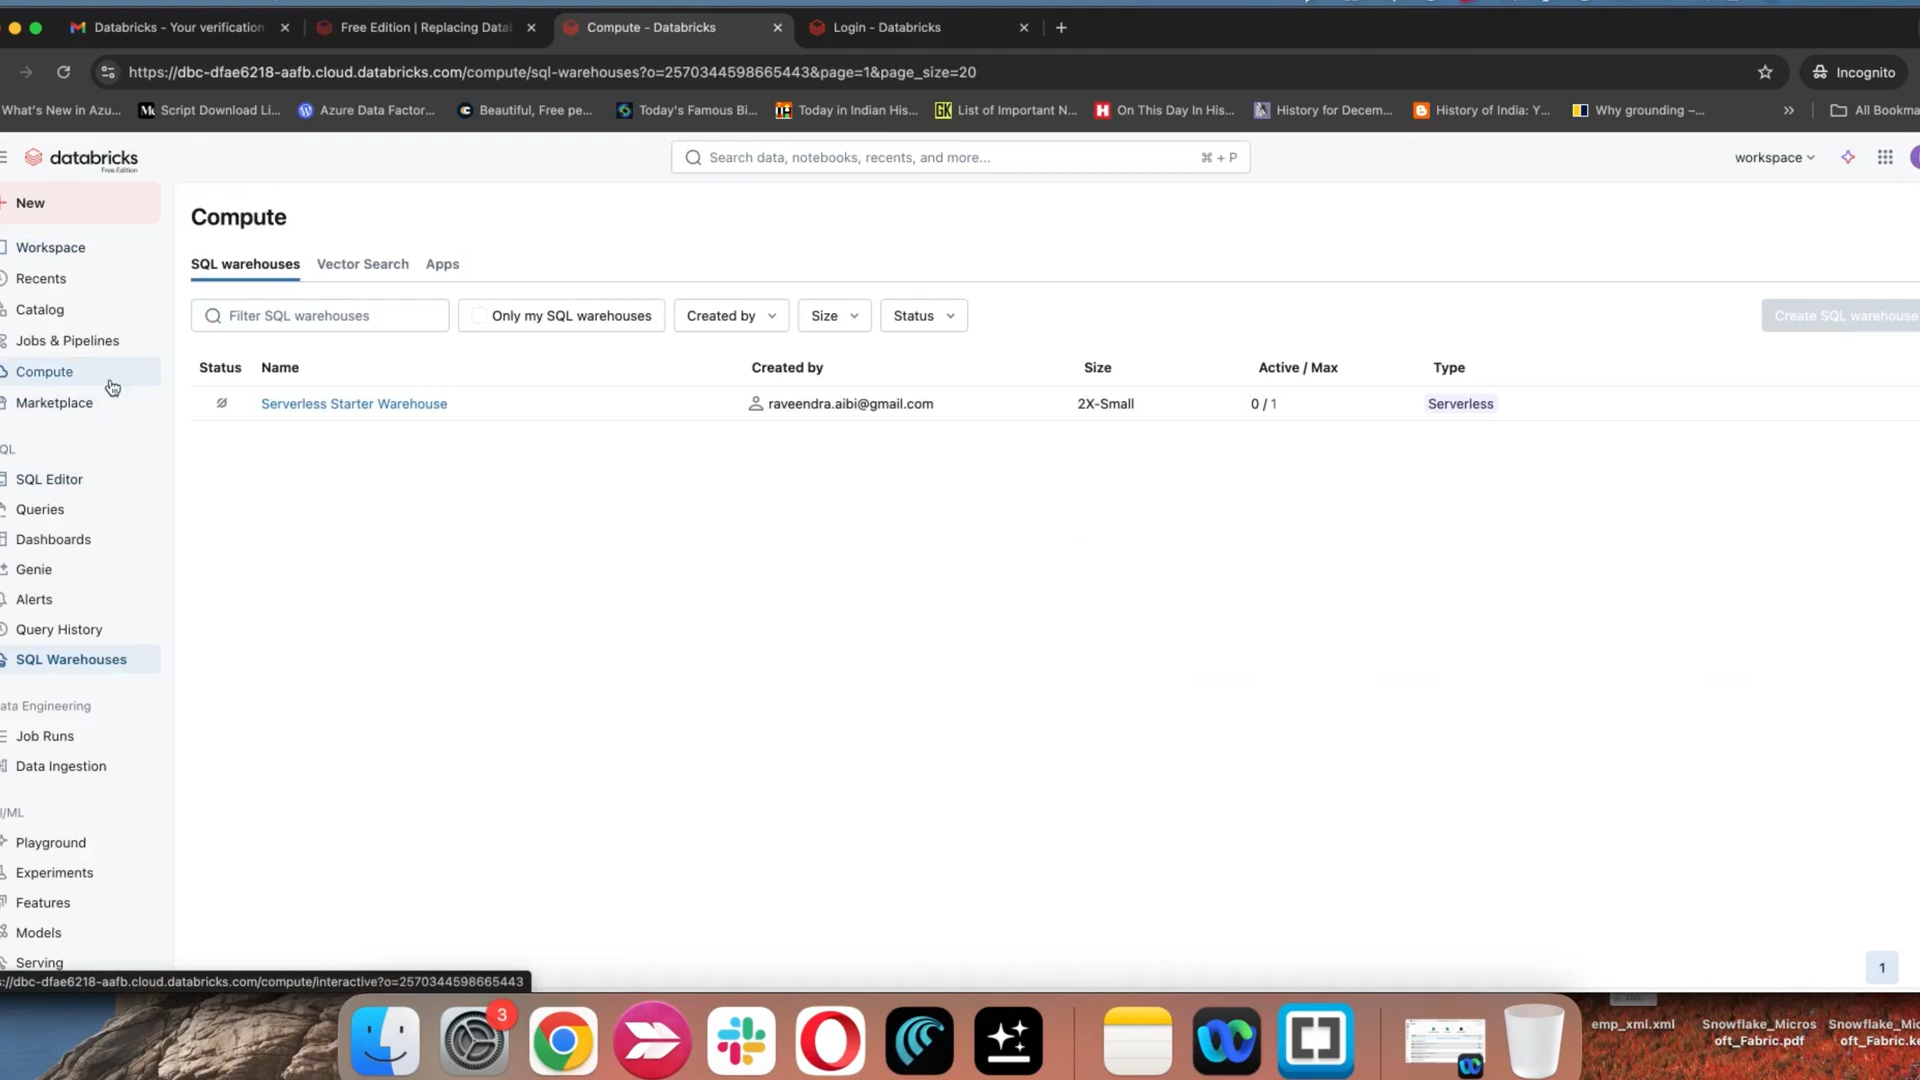 Databricks - Your verification
Free Edition | Replacing Data
Compute - Databricks
Login - Databricks
https://dbc-dfae6218-aafb.cloud.databricks.com/compute/sql-warehouses?o=2570344598665443&page=1&page_size=20
Incognito
What's New in Azu...
Script Download Li...
Azure Data Factor...
Beautiful, Free pe...
Today's Famous Bi...
Today in Indian His...
List of Important N...
On This Day In His...
History for Decem...
History of India: Y...
Why grounding –...
»
All Bookma
databricks
Free Edition
Search data, notebooks, recents, and more...
⌘ + P
workspace
New
Workspace
Recents
Catalog
Jobs & Pipelines
Compute
Marketplace
QL
SQL Editor
Queries
Dashboards
Genie
Alerts
Query History
SQL Warehouses
ata Engineering
Job Runs
Data Ingestion
I/ML
Playground
Experiments
Features
Models
Serving
Compute
SQL warehouses
Vector Search
Apps
Filter SQL warehouses
Only my SQL warehouses
Created by
Size
Status
Create SQL warehouse
Status
Name
Created by
Size
Active / Max
Type
Serverless Starter Warehouse
raveendra.aibi@gmail.com
2X-Small
0 / 1
Serverless
1
://dbc-dfae6218-aafb.cloud.databricks.com/compute/interactive?o=2570344598665443
3
emp_xml.xml
Snowflake_Micros
oft_Fabric.pdf
Snowflake_Micros
oft_Fabric.ke